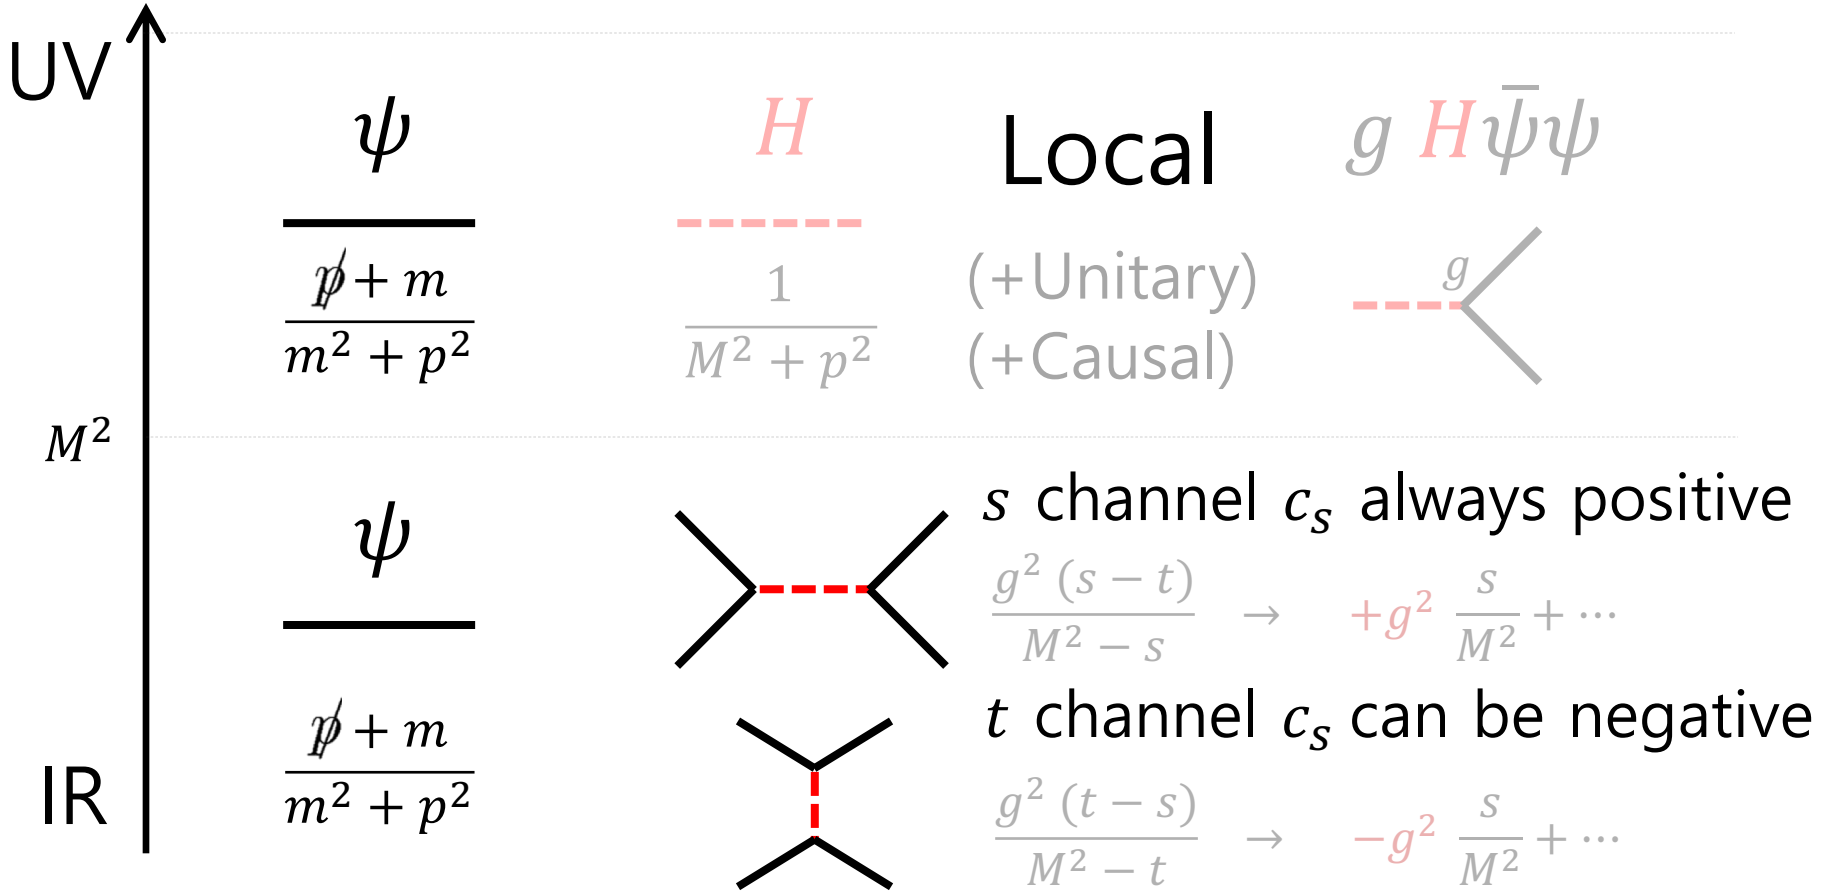 UV
ψ
H
Local
g H ψ̅ψ
p̸ + m
m² + p²
1
M² + p²
(+Unitary)
(+Causal)
g
M²
ψ
s channel c_s always positive
g² (s − t)
M² − s
→ +g² s/M² + ⋯
p̸ + m
m² + p²
t channel c_s can be negative
IR
g² (t − s)
M² − t
→ −g² s/M² + ⋯